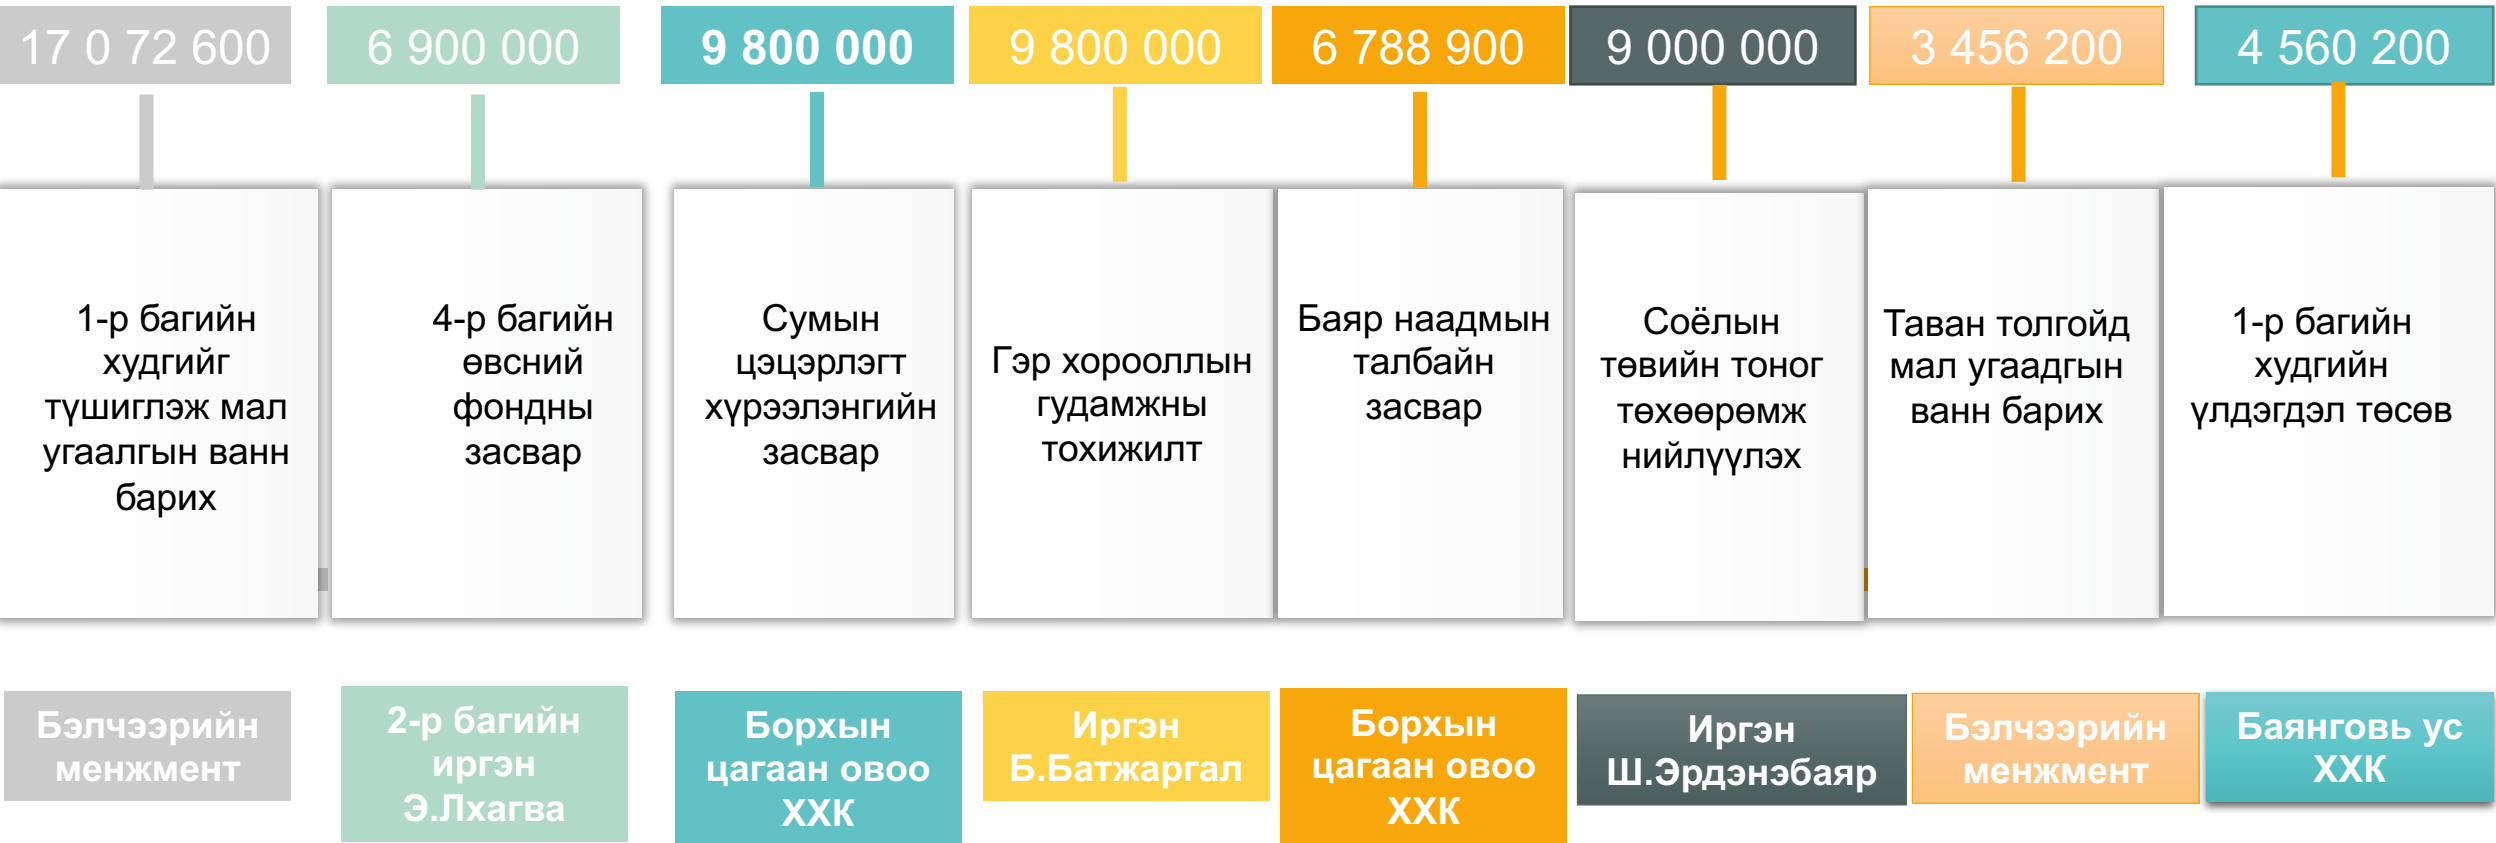 17 0 72 600
6 900 000
9 800 000
9 800 000
6 788 900
9 000 000
3 456 200
4 560 200
1-р багийн
худгийг
түшиглэж мал
угаалгын ванн
барих
4-р багийн
өвсний
фондны
засвар
Сумын
цэцэрлэгт
хүрээлэнгийн
засвар
Гэр хорооллын
гудамжны
тохижилт
Баяр наадмын
талбайн
засвар
Соёлын
төвийн тоног
төхөөрөмж
нийлүүлэх
Таван толгойд
мал угаадгын
ванн барих
1-р багийн
худгийн
үлдэгдэл төсөв
Бэлчээрийн
менжмент
2-р багийн
иргэн
Э.Лхагва
Борхын
цагаан овоо
ХХК
Иргэн
Б.Батжаргал
Борхын
цагаан овоо
ХХК
Иргэн
Ш.Эрдэнэбаяр
Бэлчээрийн
менжмент
Баянговь ус
ХХК